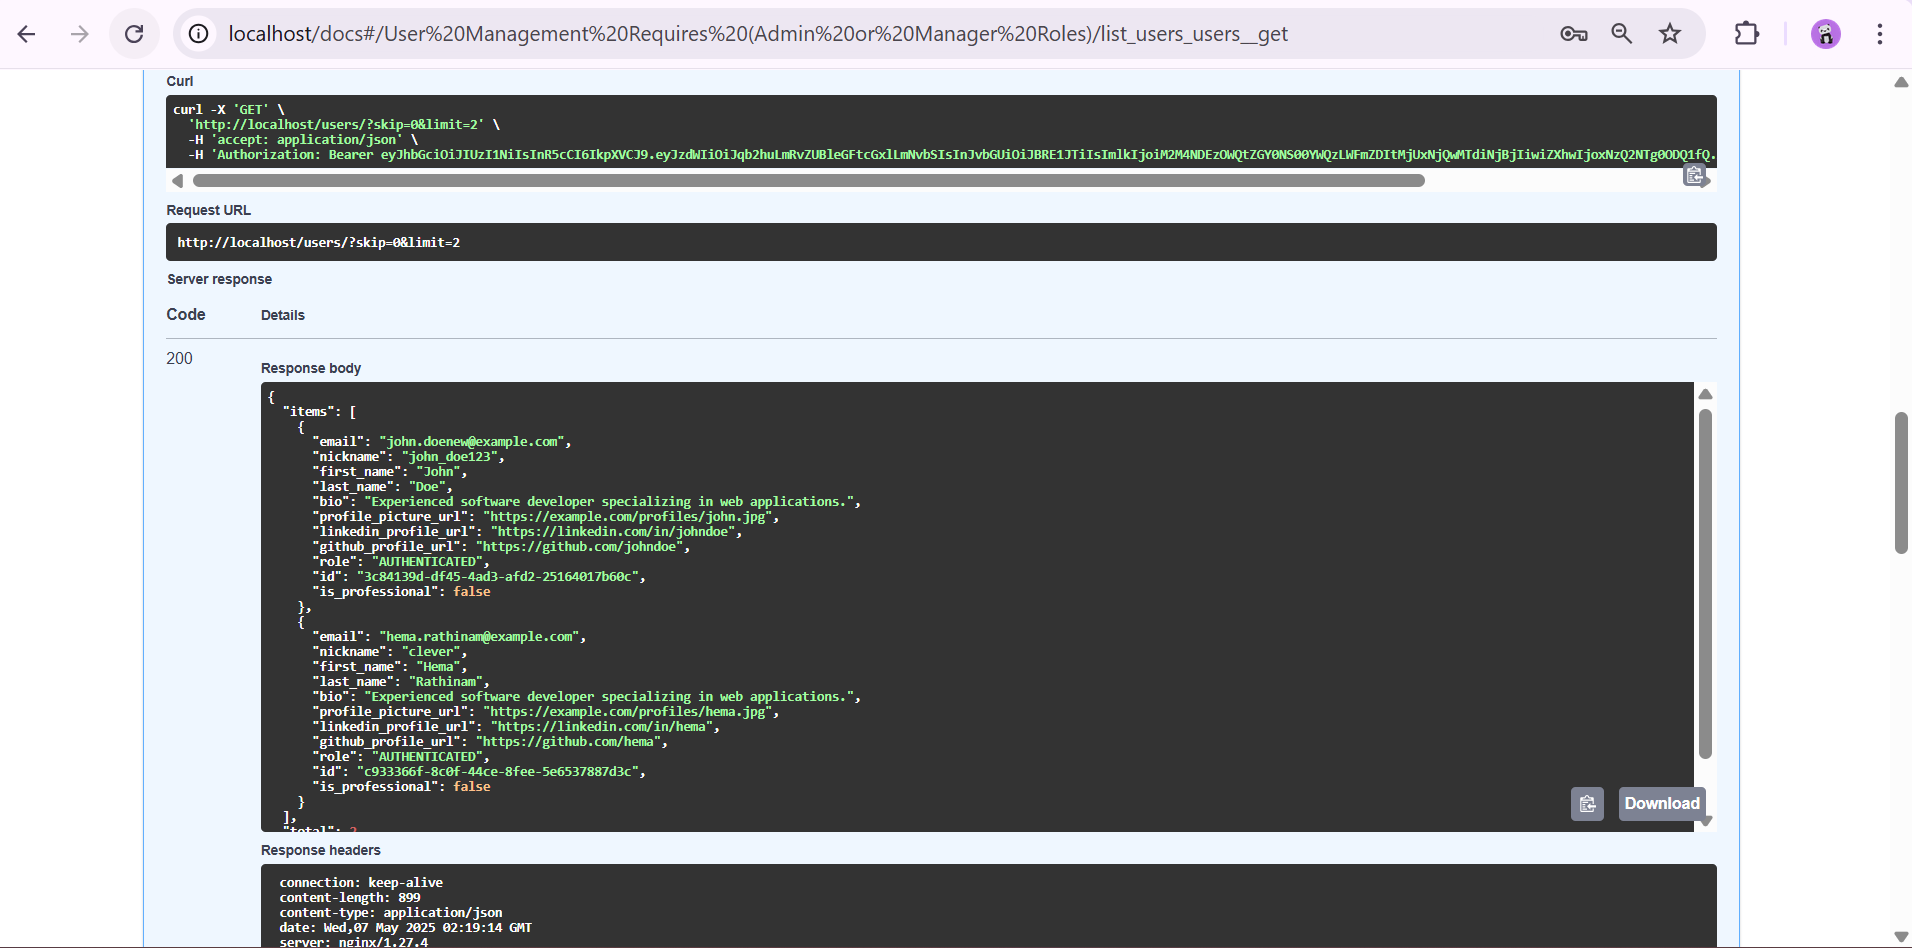 localhost/docs#/User%20Management%20Requires%20(Admin%20or%20Manager%20Roles)/list_users_users__get
Curl
curl -X 'GET' \
'http://localhost/users/?skip=0&limit=2' \
-H 'accept: application/json' \
-H 'Authorization: Bearer eyJhbGciOiJIUzI1NiIsInR5cCI6IkpXVCJ9.eyJzdWIiOiJqb2huLmRvZUBleGFtcGxlLmNvbSIsInJvbGUiOiJBRE1JTiIsImlkIjoiM2M4NDEzOWQtZGY0NS00YWQzLWFmZDItMjUxNjQwMTdiNjBjIiwiZXhwIjoxNzQ2NTg0ODQ1fQ.
Request URL
http://localhost/users/?skip=0&limit=2
Server response
Code Details
200
Response body
{
"items": [
{
"email": "john.doenew@example.com",
"nickname": "john_doe123",
"first_name": "John",
"last_name": "Doe",
"bio": "Experienced software developer specializing in web applications.",
"profile_picture_url": "https://example.com/profiles/john.jpg",
"linkedin_profile_url": "https://linkedin.com/in/johndoe",
"github_profile_url": "https://github.com/johndoe",
"role": "AUTHENTICATED",
"id": "3c84139d-df45-4ad3-afd2-25164017b60c",
"is_professional": false
},
{
"email": "hema.rathinam@example.com",
"nickname": "clever",
"first_name": "Hema",
"last_name": "Rathinam",
"bio": "Experienced software developer specializing in web applications.",
"profile_picture_url": "https://example.com/profiles/hema.jpg",
"linkedin_profile_url": "https://linkedin.com/in/hema",
"github_profile_url": "https://github.com/hema",
"role": "AUTHENTICATED",
"id": "c933366f-8c0f-44ce-8fee-5e6537887d3c",
"is_professional": false
}
],
"total":
Download
Response headers
connection: keep-alive
content-length: 899
content-type: application/json
date: Wed,07 May 2025 02:19:14 GMT
server: nginx/1.27.4